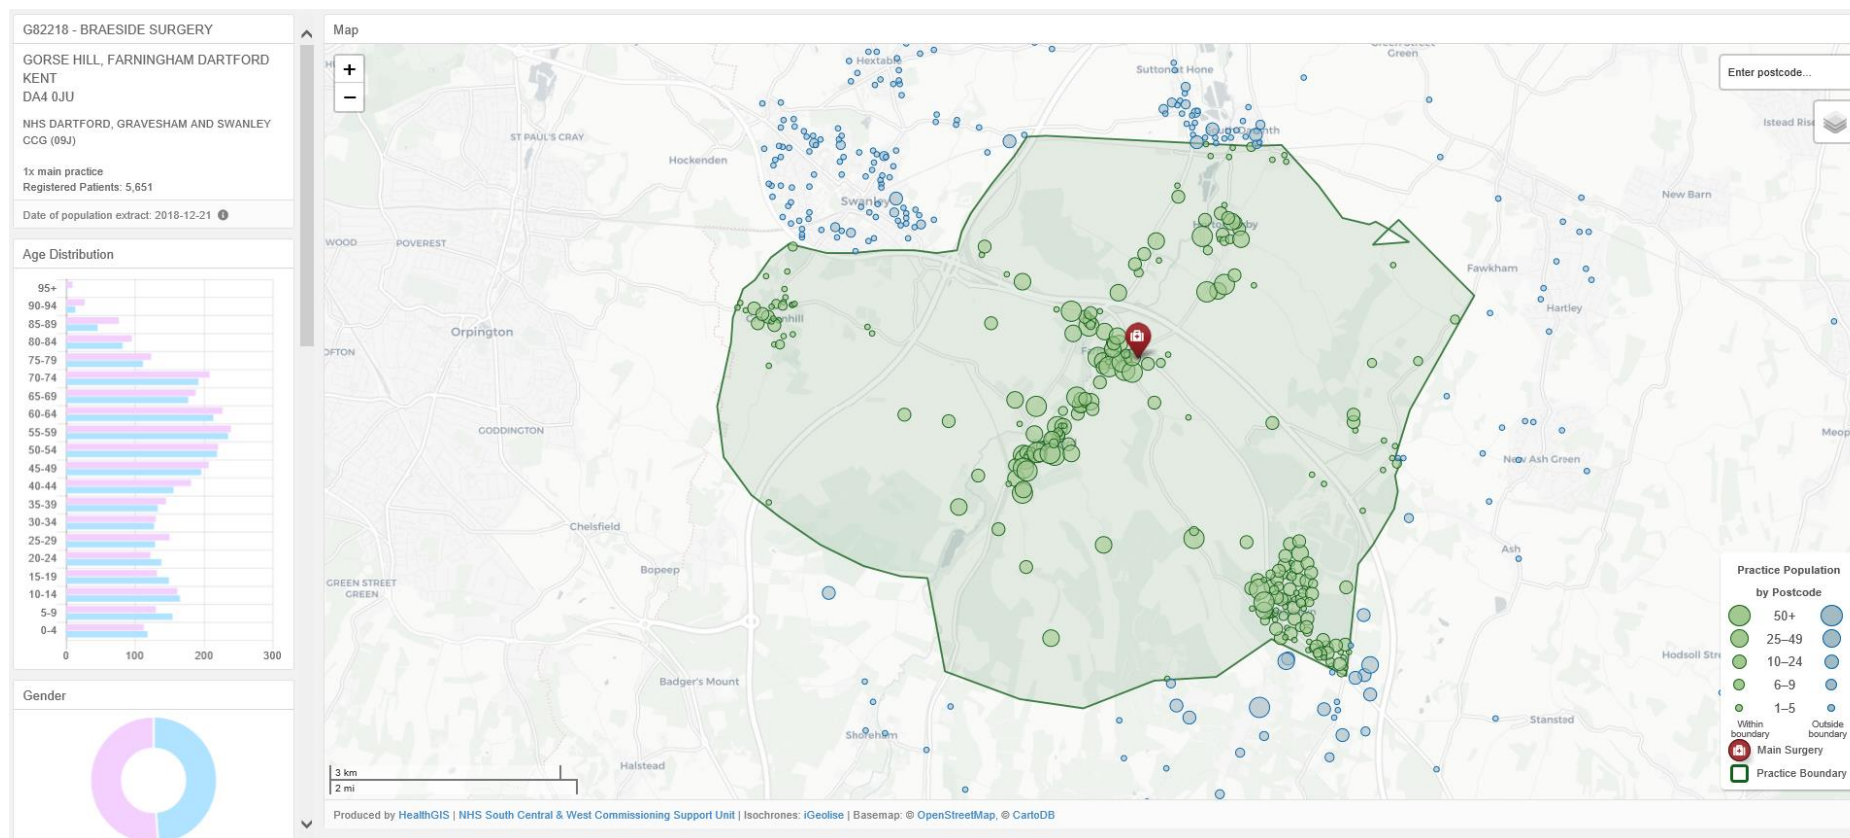 G82218 - BRAESIDE SURGERY
GORSE HILL, FARNINGHAM DARTFORD
KENT
DA4 0JU
NHS DARTFORD, GRAVESHAM AND SWANLEY
CCG (09J)
1x main practice
Registered Patients: 5,651
Date of population extract: 2018-12-21
Age Distribution
95+
90-94
85-89
80-84
75-79
70-74
65-69
60-64
55-59
50-54
45-49
40-44
35-39
30-34
25-29
20-24
15-19
10-14
5-9
0-4
0 100 200 300
Gender
Map
+
−
Enter postcode...
Green Street
Green
Hextable
Sutton at Hone
ST PAUL'S CRAY
Istead Rise
Hockenden
New Barn
Swanley
WOOD
POVEREST
Fawkham
Hartley
Orpington
GODDINGTON
New Ash Green
Chelsfield
Ash
Bopeep
GREEN STREET
GREEN
Badger's Mount
Stansted
Shoreham
Halstead
3 km
2 mi
Practice Population
by Postcode
50+
25–49
10–24
6–9
1–5
Within
boundary
Outside
boundary
Main Surgery
Practice Boundary
Produced by HealthGIS | NHS South Central & West Commissioning Support Unit | Isochrones: iGeolise | Basemap: © OpenStreetMap, © CartoDB